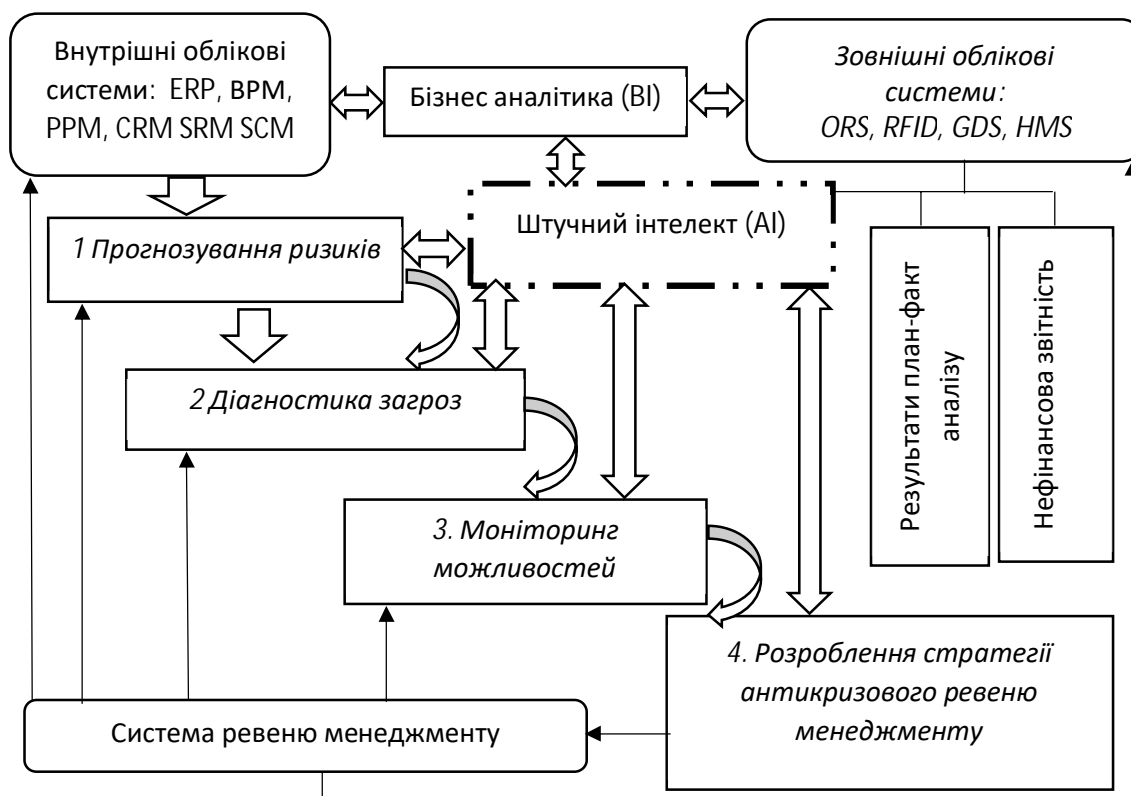 Внутрішні облікові
системи: ERP, BPM,
PPM, CRM SRM SCM
Бізнес аналітика (BI)
Зовнішні облікові
системи:
ORS, RFID, GDS, HMS
Штучний інтелект (AI)
1 Прогнозування ризиків
2 Діагностика загроз
3. Моніторинг
можливостей
4. Розроблення стратегії
антикризового ревеню
менеджменту
Результати план-факт
аналізу
Нефінансова звітність
Система ревеню менеджменту